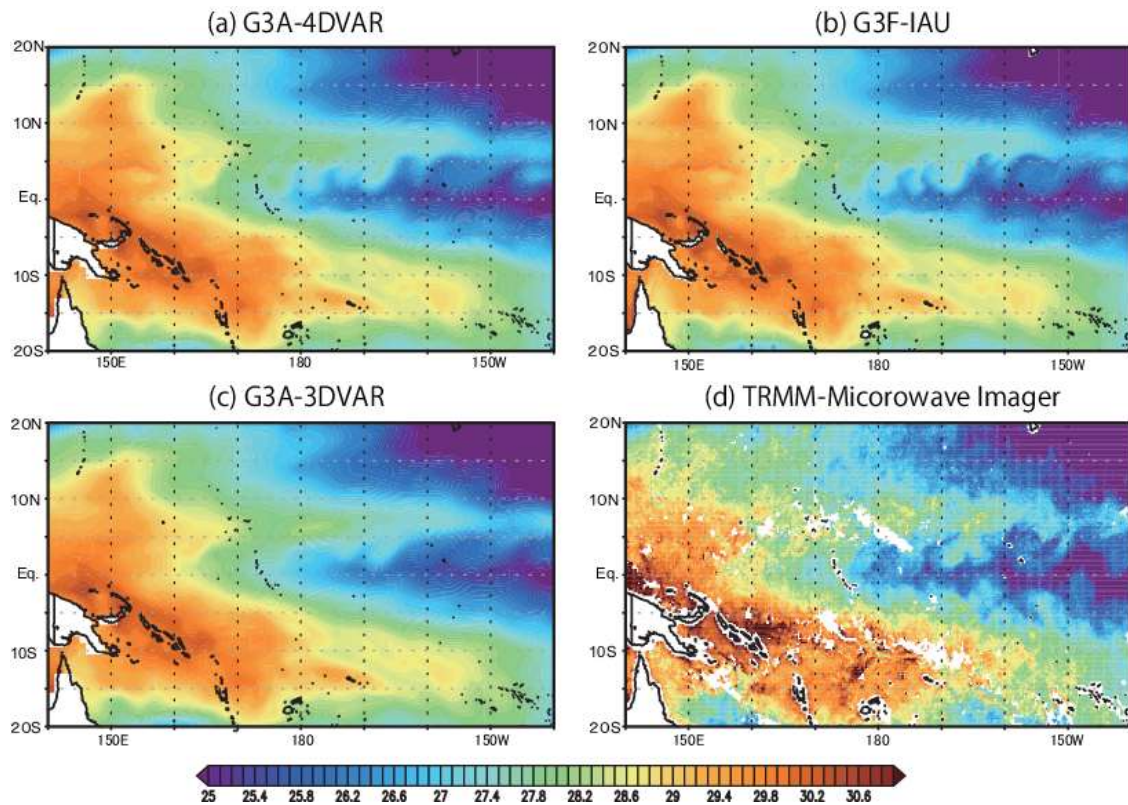 (a) G3A-4DVAR
(b) G3F-IAU
20N
10N
Eq.
10S
20S
150E
180
150W
20N
10N
Eq.
10S
20S
150E
180
150W
(c) G3A-3DVAR
(d) TRMM-Micorowave Imager
20N
10N
Eq.
10S
20S
150E
180
150W
20N
10N
Eq.
10S
20S
150E
180
150W
25 25.4 25.8 26.2 26.6 27 27.4 27.8 28.2 28.6 29 29.4 29.8 30.2 30.6